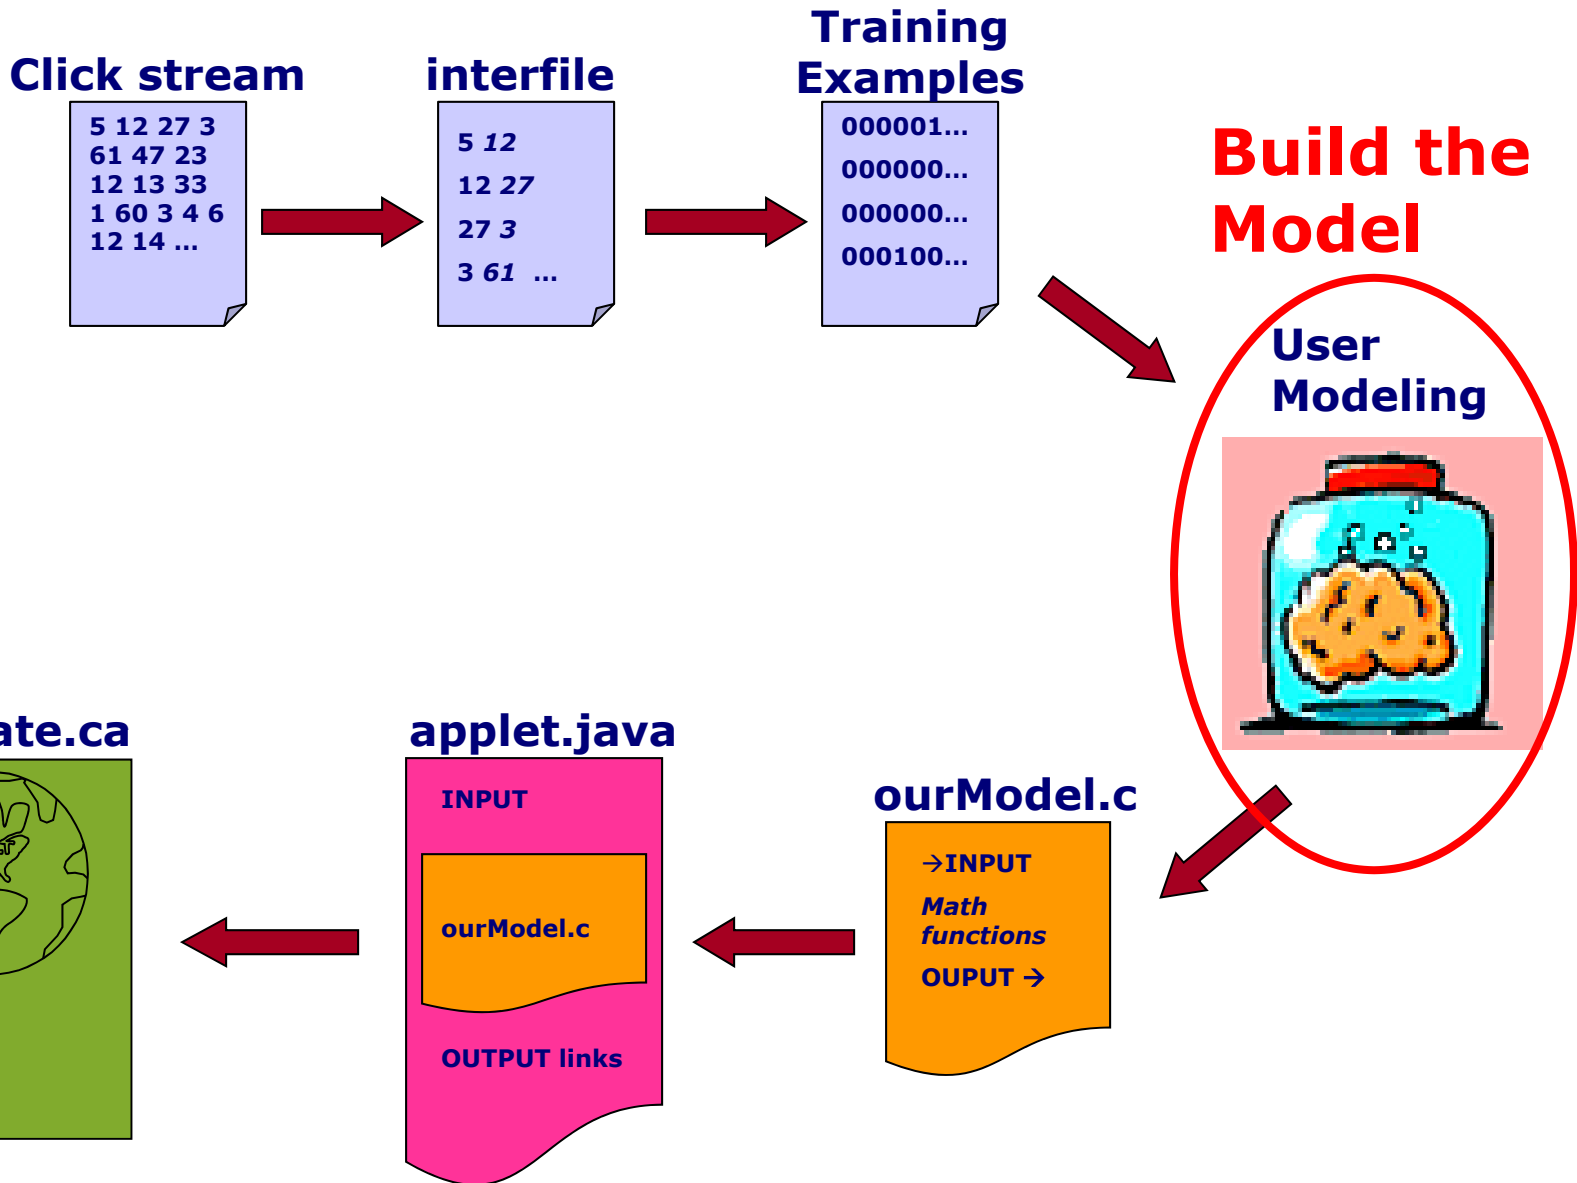 Training
Examples
Click stream
interfile
5 12 27 3
61 47 23
12 13 33
1 60 3 4 6
12 14 ...
5 12
12 27
27 3
3 61 ...
000001...
000000...
000000...
000100...
Build the
Model
User
Modeling
ate.ca
applet.java
INPUT
ourModel.c
OUTPUT links
ourModel.c
→INPUT
Math
functions
OUPUT →